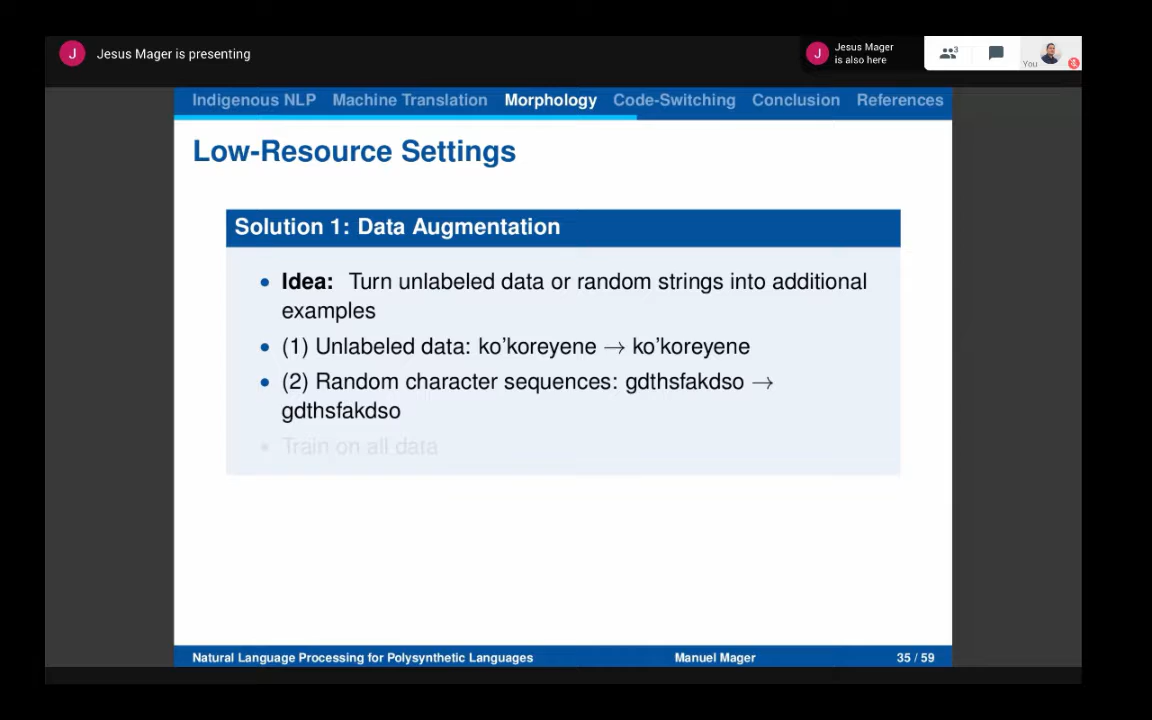 J Jesus Mager is presenting
J Jesus Mager
is also here
3
You
Indigenous NLP Machine Translation Morphology Code-Switching Conclusion References
Low-Resource Settings
Solution 1: Data Augmentation
• Idea: Turn unlabeled data or random strings into additional
examples
• (1) Unlabeled data: ko’koreyene → ko’koreyene
• (2) Random character sequences: gdthsfakdso →
gdthsfakdso
• Train on all data
Natural Language Processing for Polysynthetic Languages Manuel Mager 35 / 59